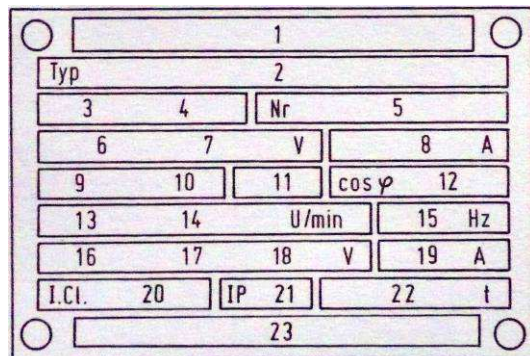 1
Typ 2
3 4 Nr 5
6 7 V 8 A
9 10 11 cos φ 12
13 14 U/min 15 Hz
16 17 18 V 19 A
I.Cl. 20 IP 21 22 t
23